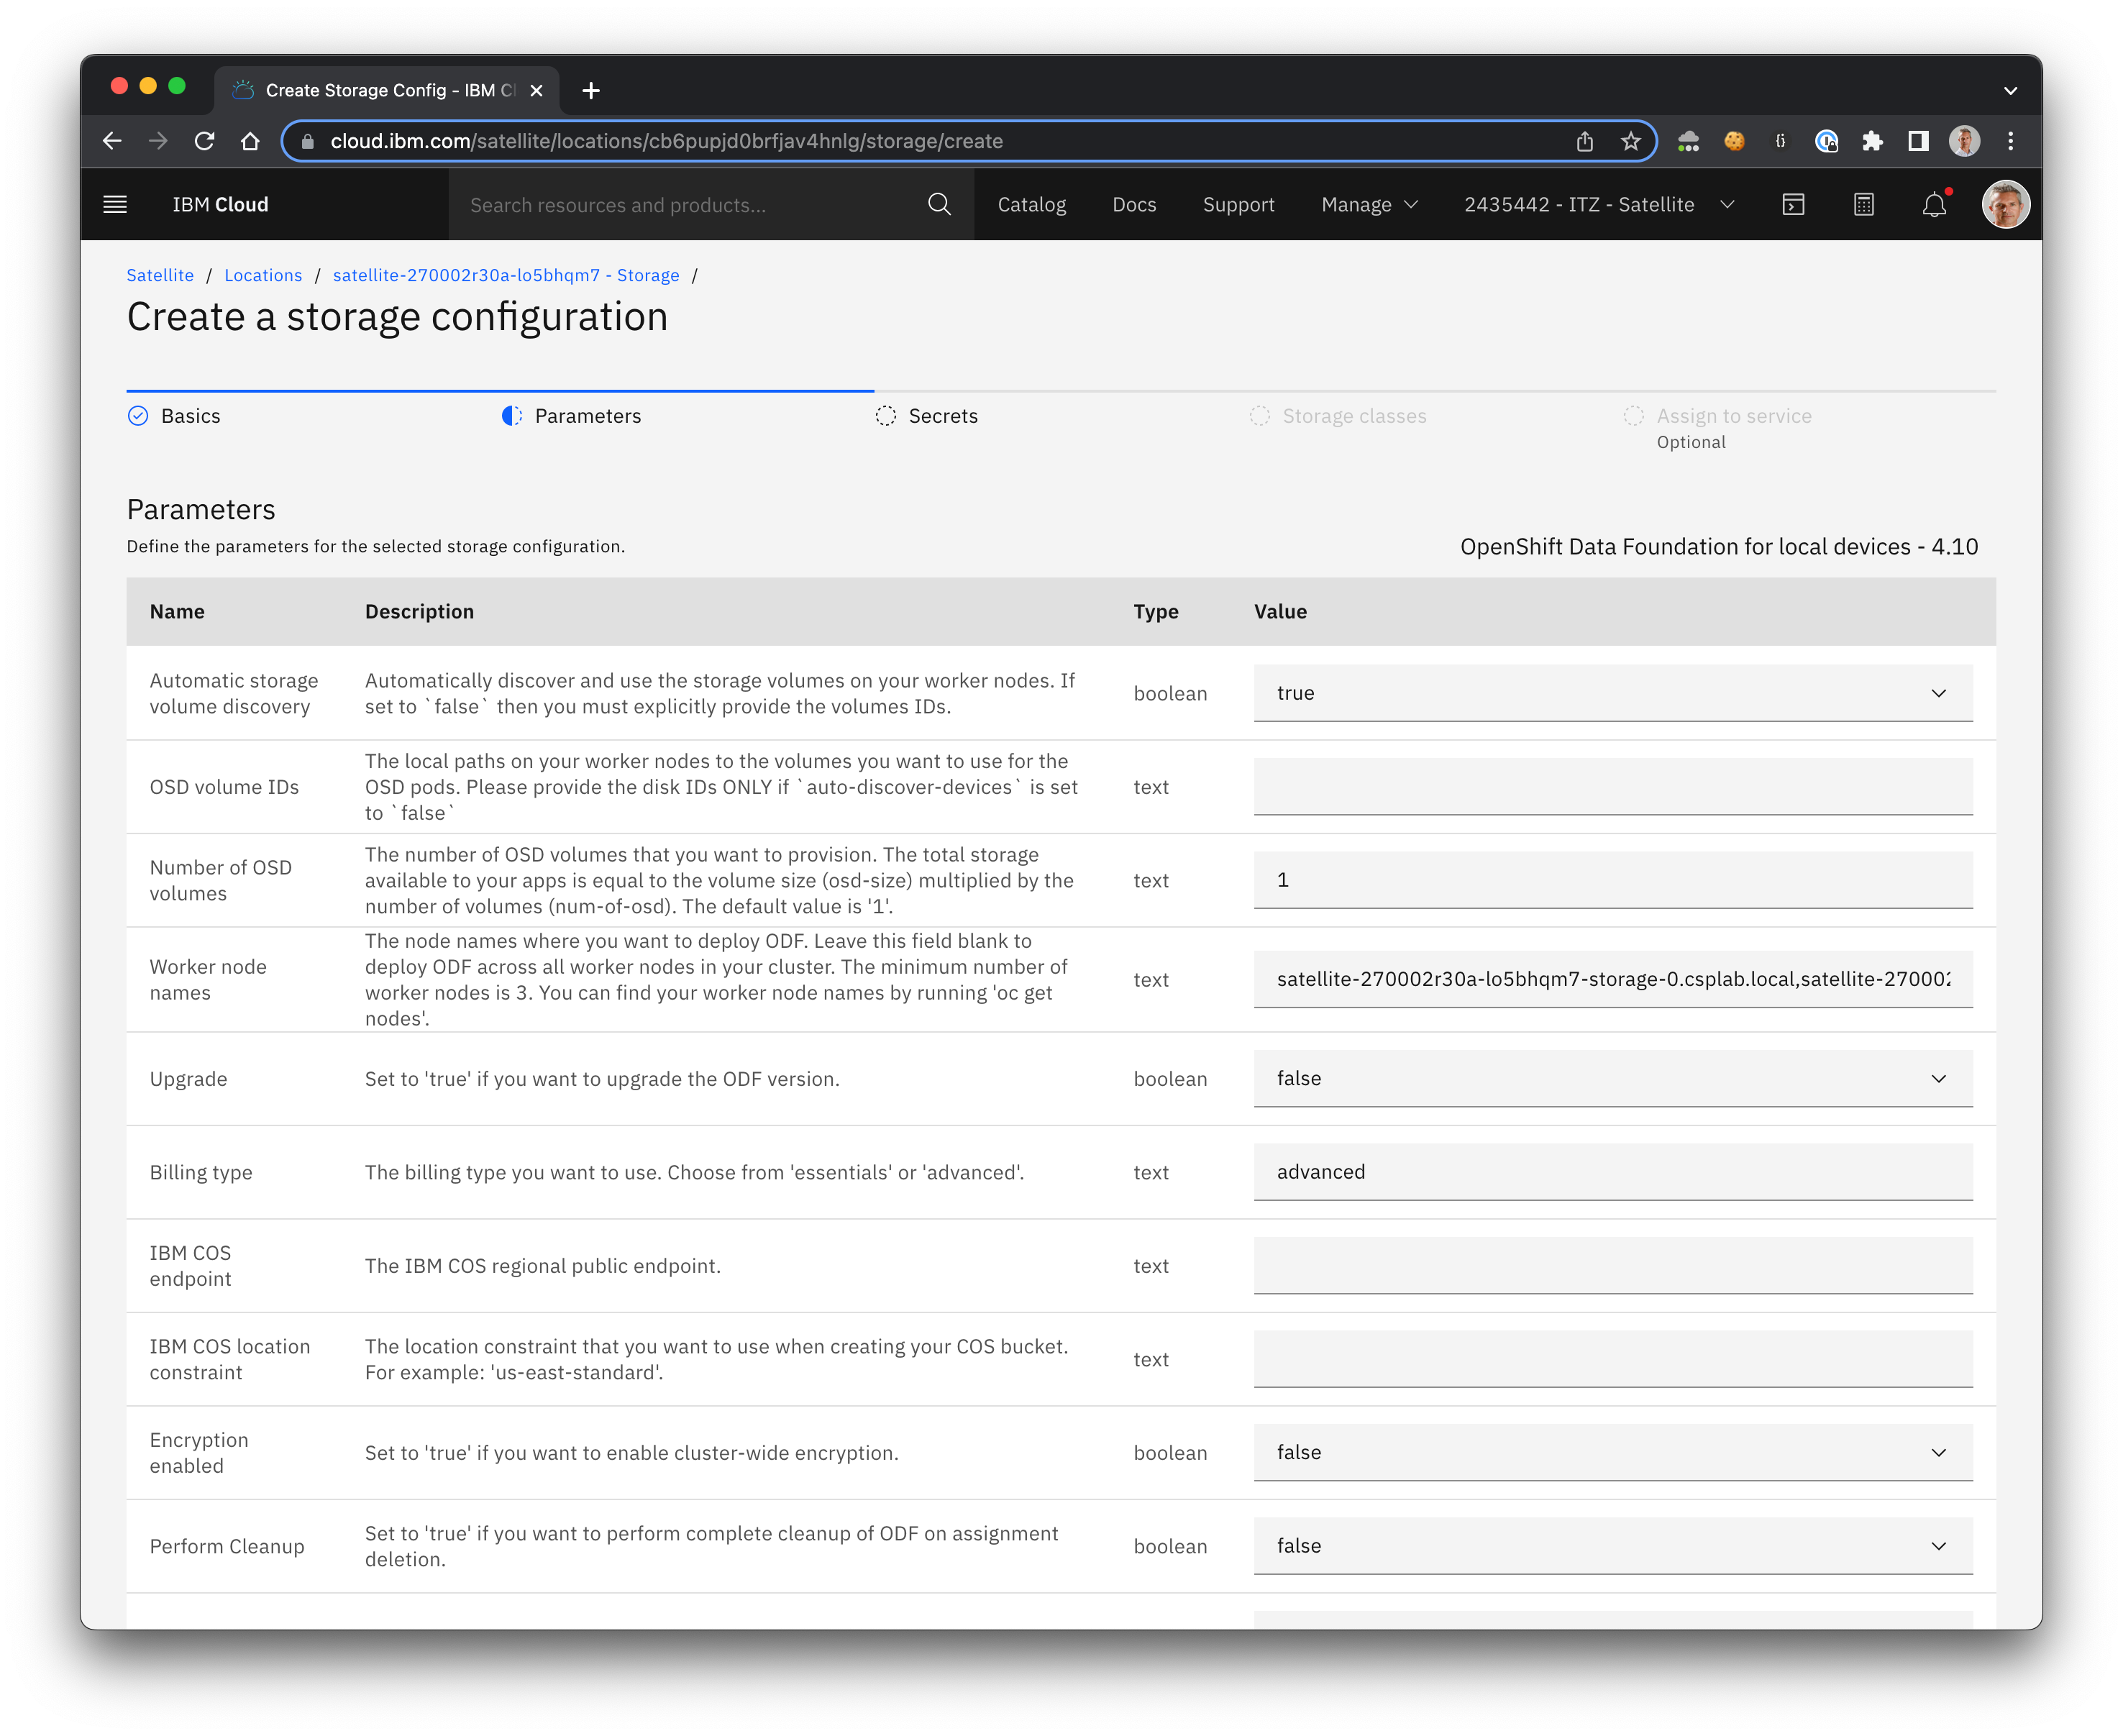 Create Storage Config - IBM Cl
cloud.ibm.com/satellite/locations/cb6pupjd0brfjav4hnlg/storage/create
IBM Cloud
Search resources and products...
Catalog
Docs
Support
Manage
2435442 - ITZ - Satellite
Satellite / Locations / satellite-270002r30a-lo5bhqm7 - Storage /
Create a storage configuration
Basics
Parameters
Secrets
Storage classes
Assign to service
Optional
Parameters
Define the parameters for the selected storage configuration.
OpenShift Data Foundation for local devices - 4.10
Name
Description
Type
Value
Automatic storage
volume discovery
Automatically discover and use the storage volumes on your worker nodes. If
set to `false` then you must explicitly provide the volumes IDs.
boolean
true
OSD volume IDs
The local paths on your worker nodes to the volumes you want to use for the
OSD pods. Please provide the disk IDs ONLY if `auto-discover-devices` is set
to `false`
text
Number of OSD
volumes
The number of OSD volumes that you want to provision. The total storage
available to your apps is equal to the volume size (osd-size) multiplied by the
number of volumes (num-of-osd). The default value is '1'.
text
1
Worker node
names
The node names where you want to deploy ODF. Leave this field blank to
deploy ODF across all worker nodes in your cluster. The minimum number of
worker nodes is 3. You can find your worker node names by running 'oc get
nodes'.
text
satellite-270002r30a-lo5bhqm7-storage-0.csplab.local,satellite-270002
Upgrade
Set to 'true' if you want to upgrade the ODF version.
boolean
false
Billing type
The billing type you want to use. Choose from 'essentials' or 'advanced'.
text
advanced
IBM COS
endpoint
The IBM COS regional public endpoint.
text
IBM COS location
constraint
The location constraint that you want to use when creating your COS bucket.
For example: 'us-east-standard'.
text
Encryption
enabled
Set to 'true' if you want to enable cluster-wide encryption.
boolean
false
Perform Cleanup
Set to 'true' if you want to perform complete cleanup of ODF on assignment
deletion.
boolean
false